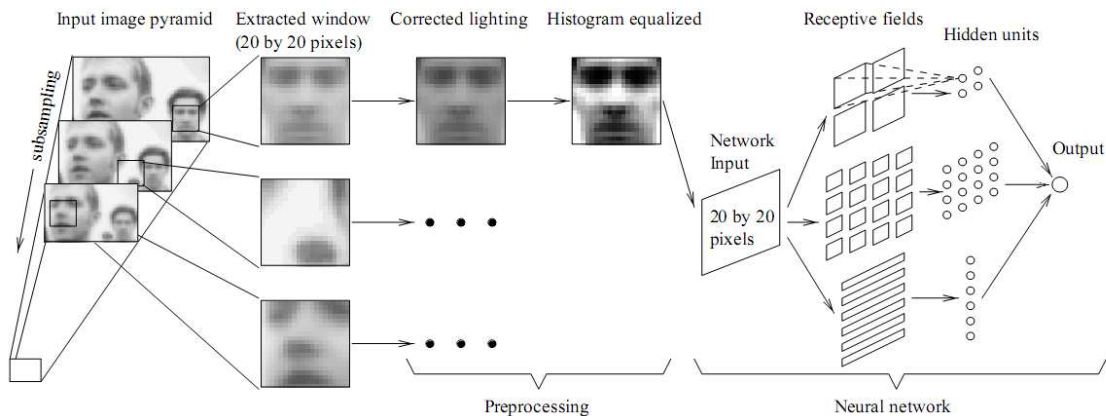 Input image pyramid
Extracted window
(20 by 20 pixels)
Corrected lighting
Histogram equalized
Receptive fields
Hidden units
subsampling
Network
Input
Output
20 by 20
pixels
Preprocessing
Neural network